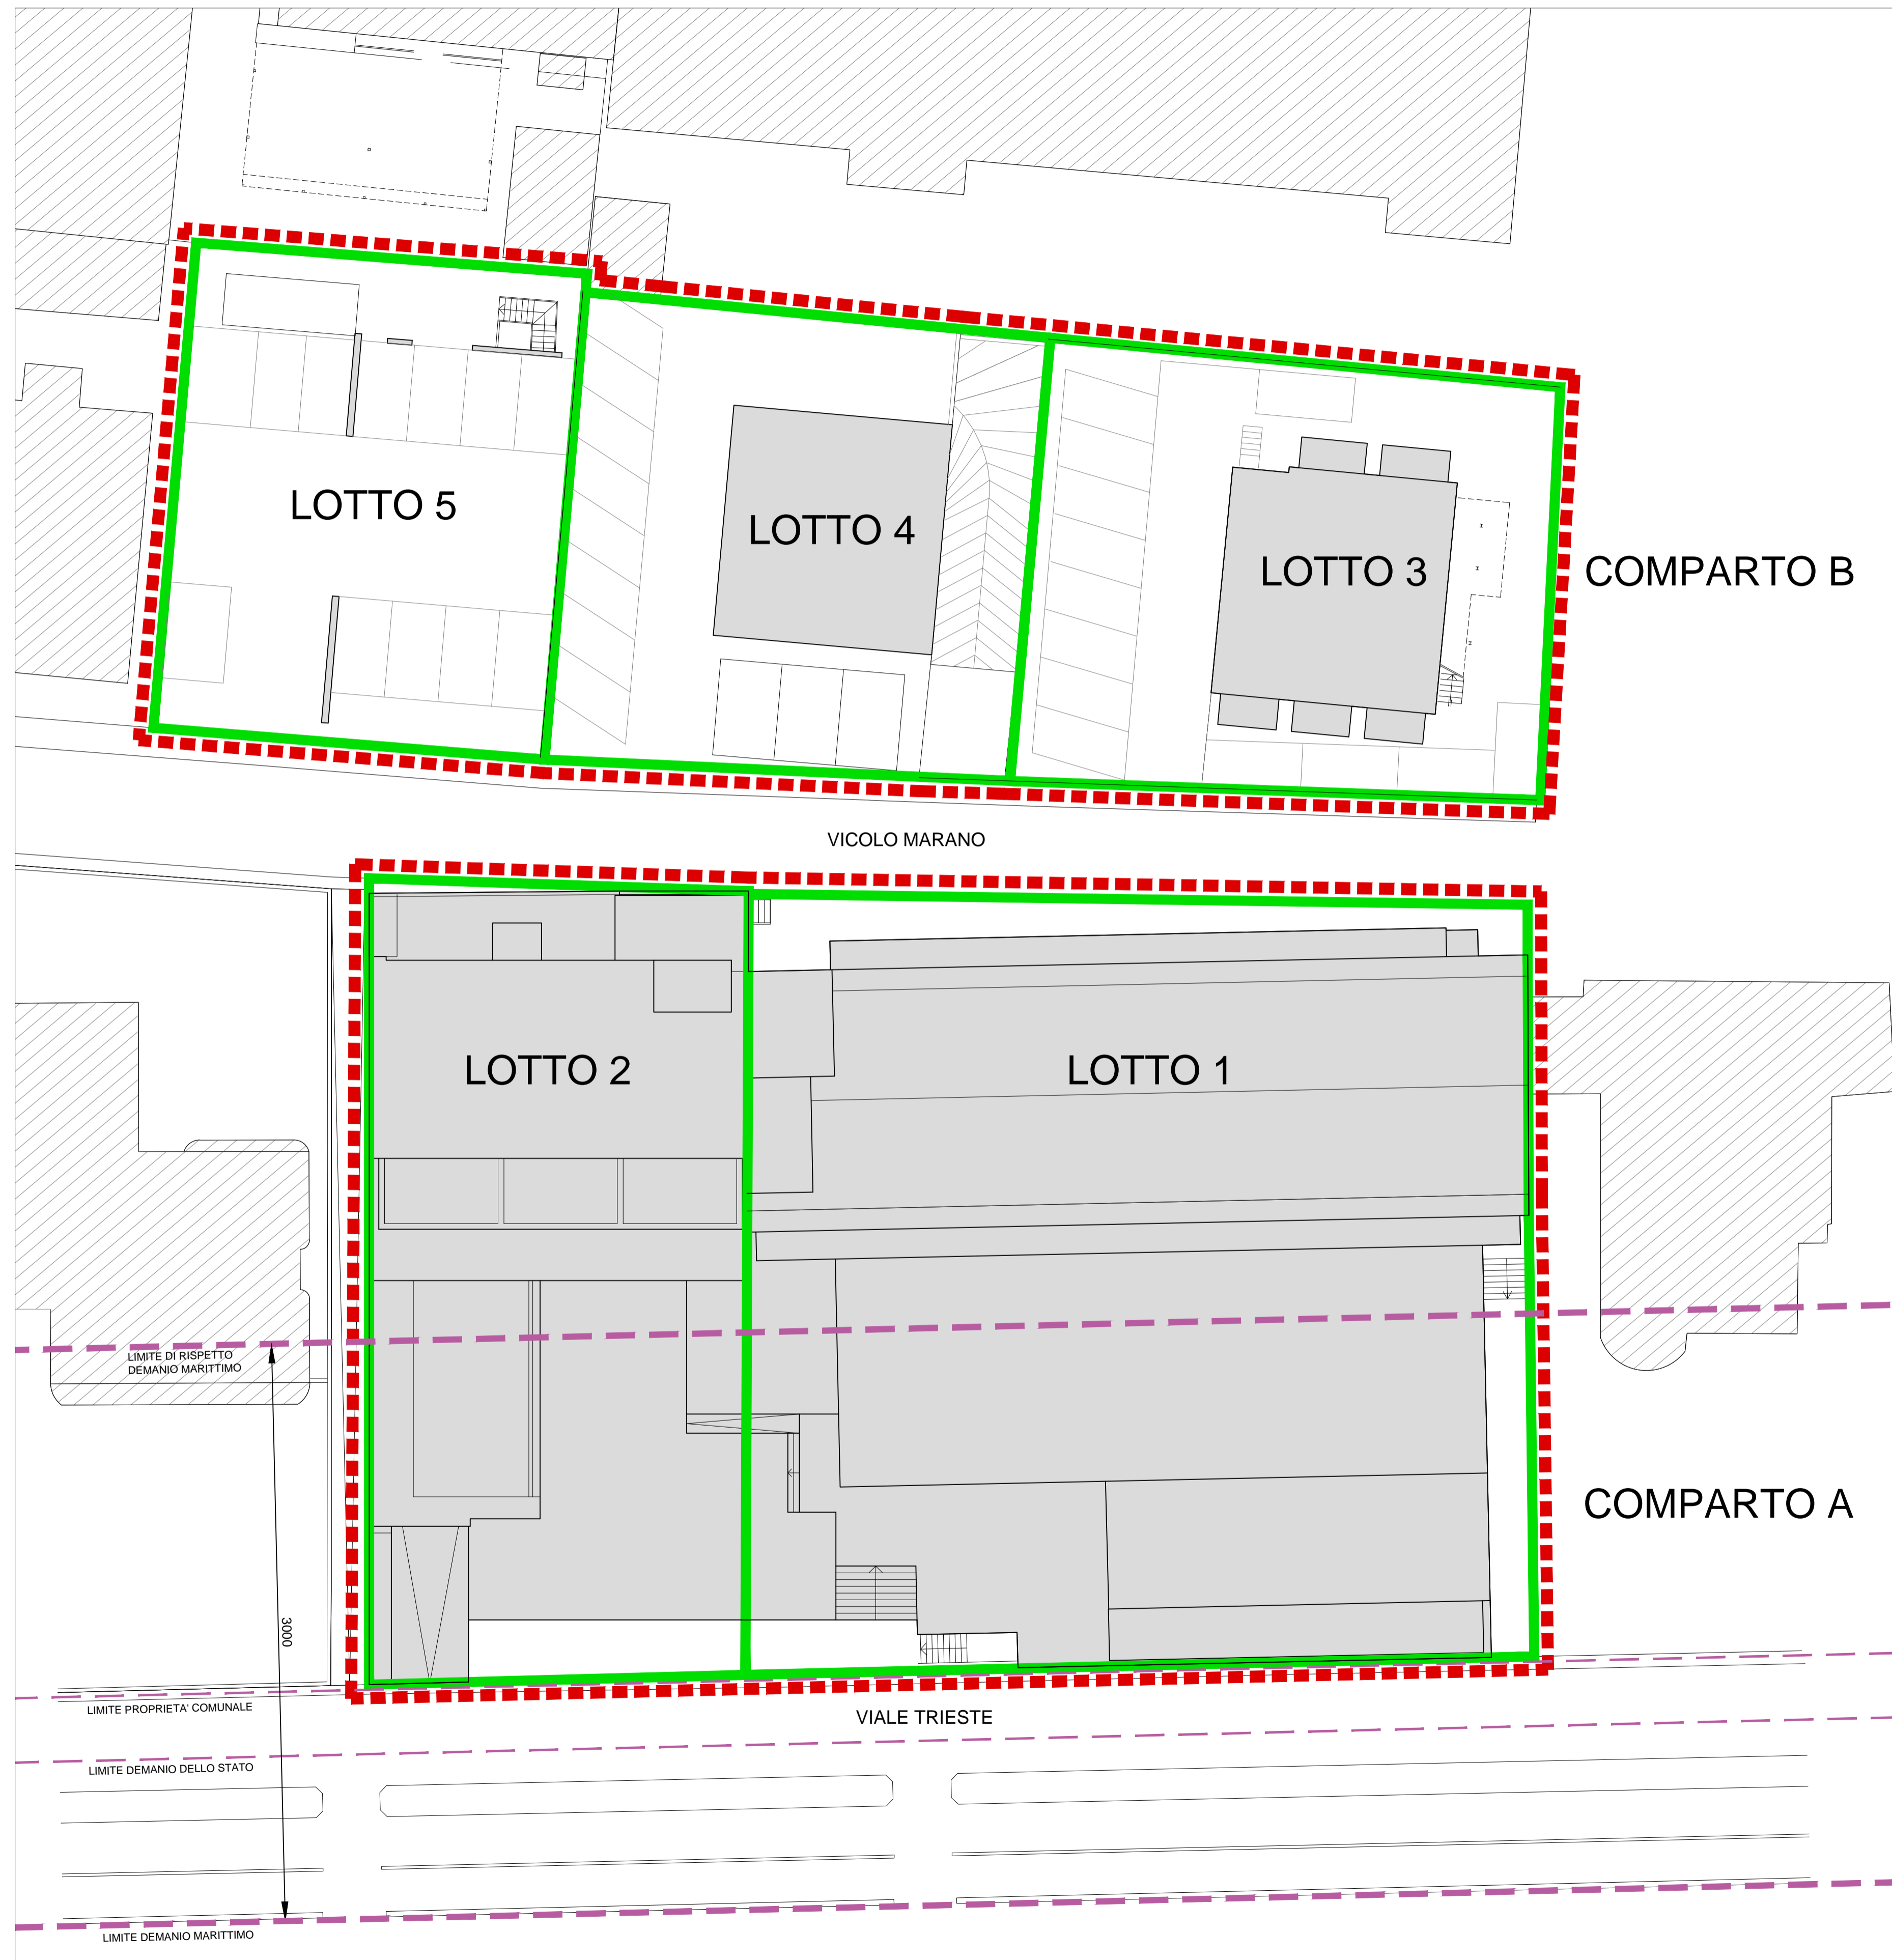 LOTTO 5
LOTTO 4
LOTTO 3
COMPARTO B
VICOLO MARANO
LOTTO 2
LOTTO 1
LIMITE DI RISPETTO
DEMANIO MARITTIMO
COMPARTO A
3000
LIMITE PROPRIETA' COMUNALE
VIALE TRIESTE
LIMITE DEMANIO DELLO STATO
LIMITE DEMANIO MARITTIMO